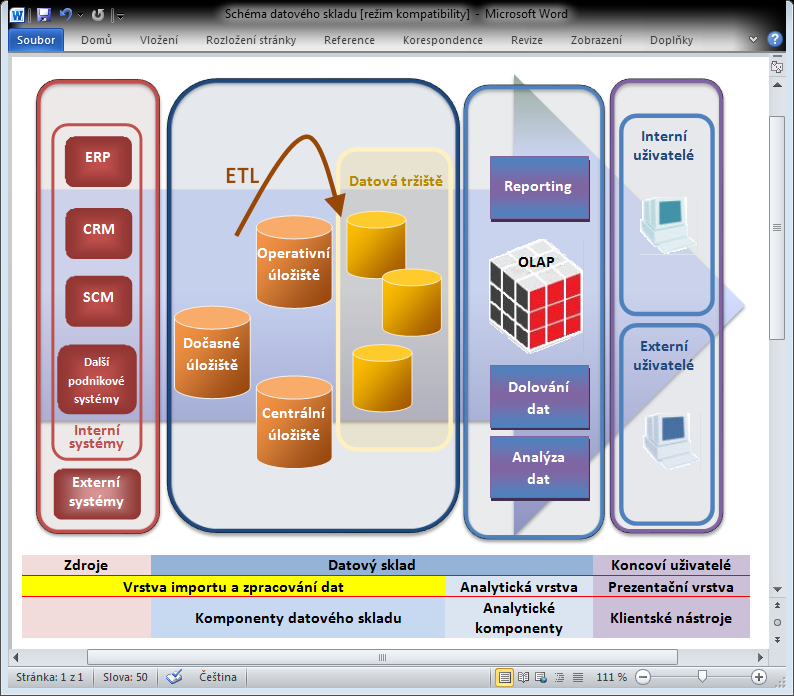 Schéma datového skladu [režim kompatibility] - Microsoft Word
Soubor Domů Vložení Rozložení stránky Reference Korespondence Revize Zobrazení Doplňky
ERP
CRM
SCM
Další
podnikové
systémy
Interní
systémy
Externí
systémy
ETL
Operativní
úložiště
Dočasné
úložiště
Centrální
úložiště
Datová tržiště
Reporting
OLAP
Dolování
dat
Analýza
dat
Interní
uživatelé
Externí
uživatelé
Zdroje Datový sklad Koncoví uživatelé
Vrstva importu a zpracování dat Analytická vrstva Prezentační vrstva
Komponenty datového skladu Analytické
komponenty Klientské nástroje
Stránka: 1 z 1 Slova: 50 Čeština 111 %